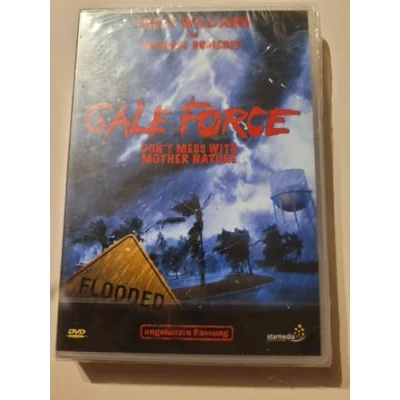 GALE FORCE
DON'T MESS WITH
MOTHER NATURE
FLOODED
DVD
ungekürzte Fassung
starmedia